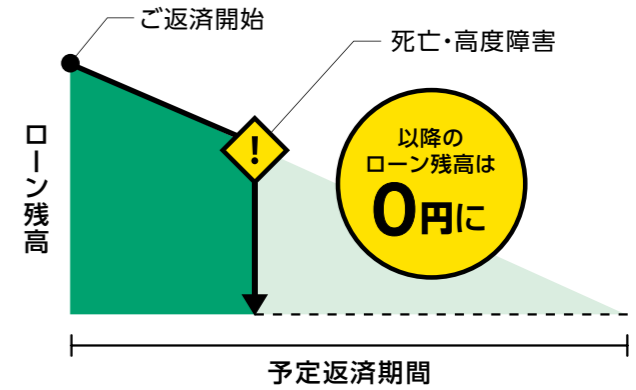 ご返済開始
死亡・高度障害
ローン残高
!
以降の
ローン残高は
0円に
予定返済期間